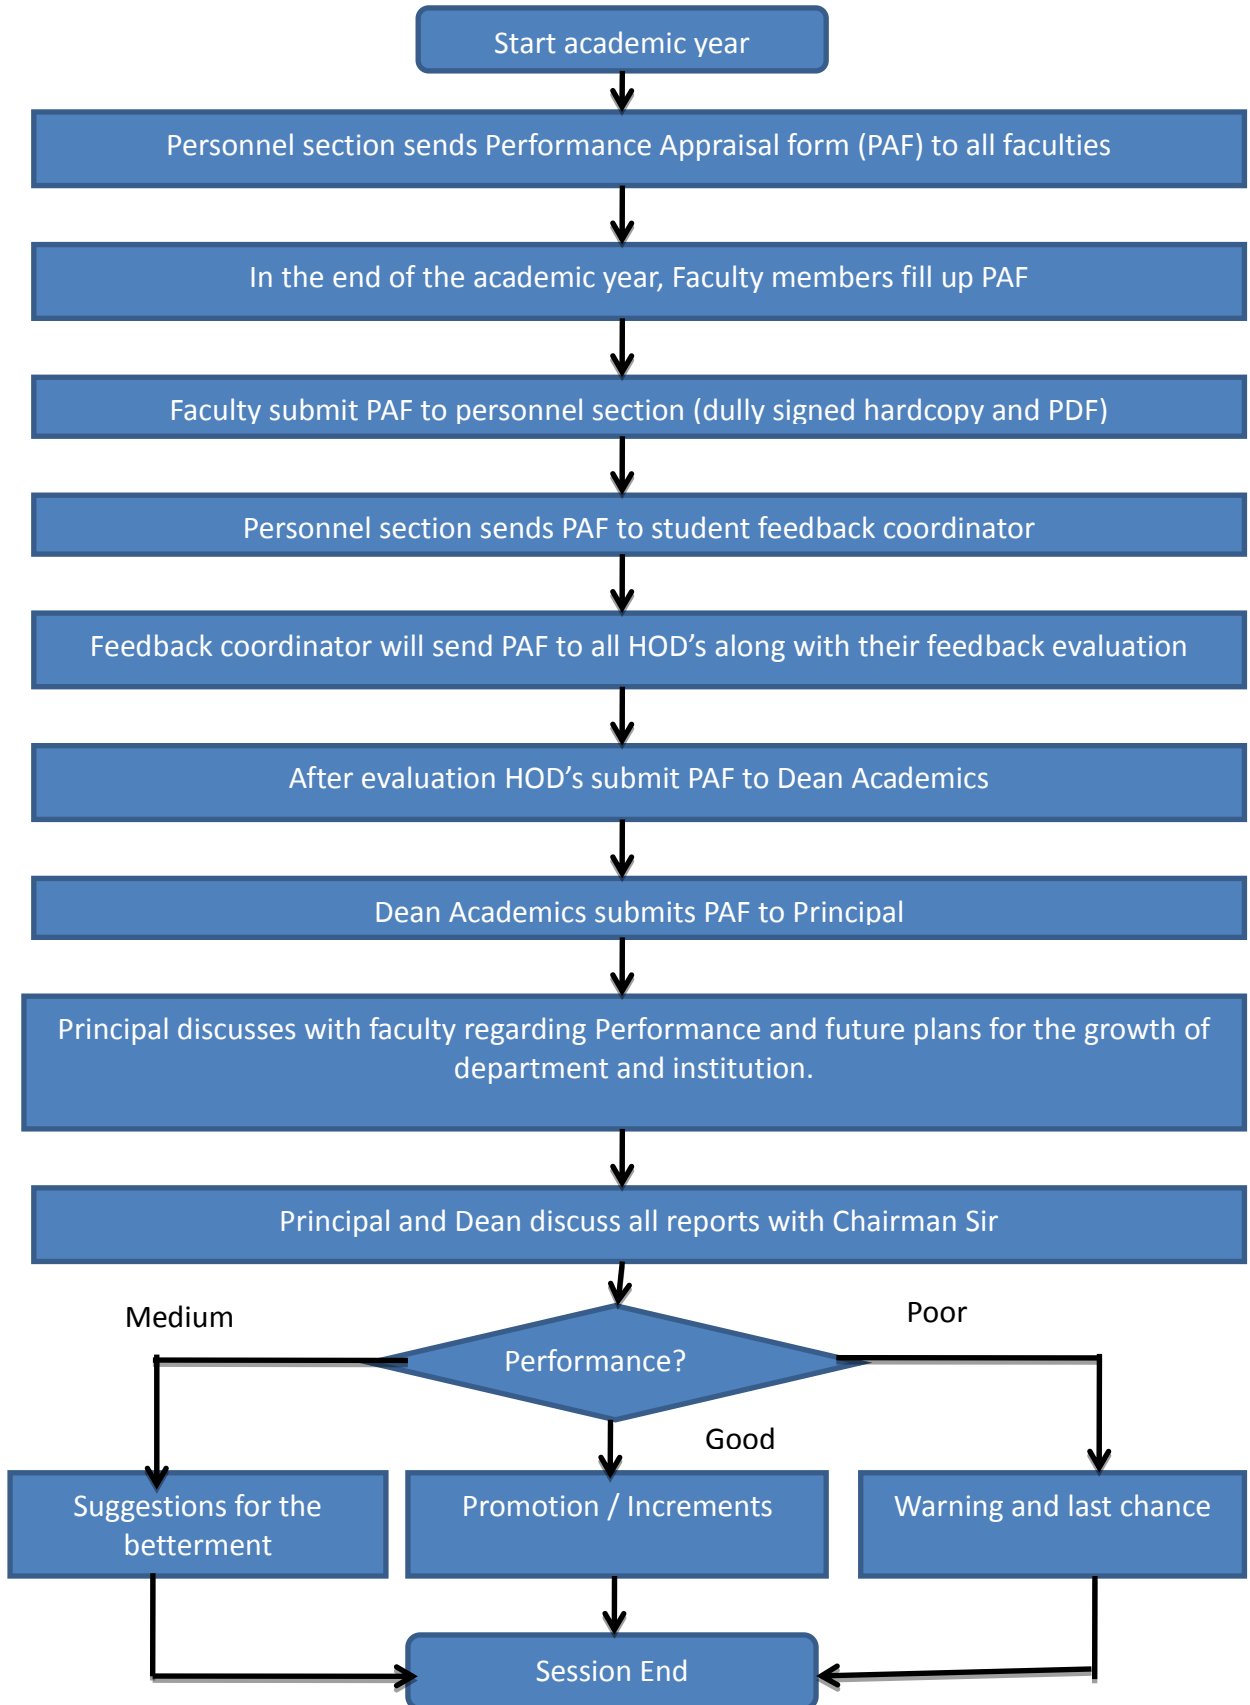 Start academic year
Personnel section sends Performance Appraisal form (PAF) to all faculties
In the end of the academic year, Faculty members fill up PAF
Faculty submit PAF to personnel section (dully signed hardcopy and PDF)
Personnel section sends PAF to student feedback coordinator
Feedback coordinator will send PAF to all HOD's along with their feedback evaluation
After evaluation HOD's submit PAF to Dean Academics
Dean Academics submits PAF to Principal
Principal discusses with faculty regarding Performance and future plans for the growth of
department and institution.
Principal and Dean discuss all reports with Chairman Sir
Medium
Poor
Performance?
Good
Suggestions for the
betterment
Promotion / Increments
Warning and last chance
Session End